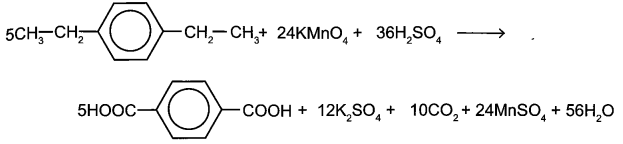 5CH₃–CH₂– –CH₂–CH₃+ 24KMnO₄ + 36H₂SO₄ ⟶
5HOOC– –COOH + 12K₂SO₄ + 10CO₂ + 24MnSO₄ + 56H₂O